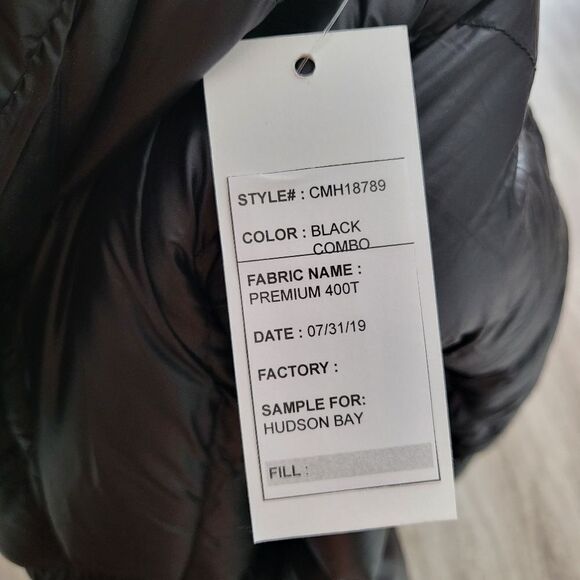 STYLE# : CMH18789
COLOR : BLACK
COMBO
FABRIC NAME :
PREMIUM 400T
DATE : 07/31/19
FACTORY :
SAMPLE FOR:
HUDSON BAY
FILL :